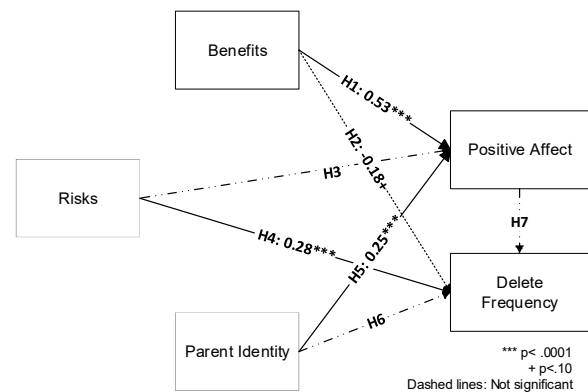 Benefits
H1: 0.53***
H2: -0.18+
Positive Affect
H3
Risks
H7
H4: 0.28***
H5: 0.25***
Delete
Frequency
H6
Parent Identity
*** p< .0001
+ p<.10
Dashed lines: Not significant